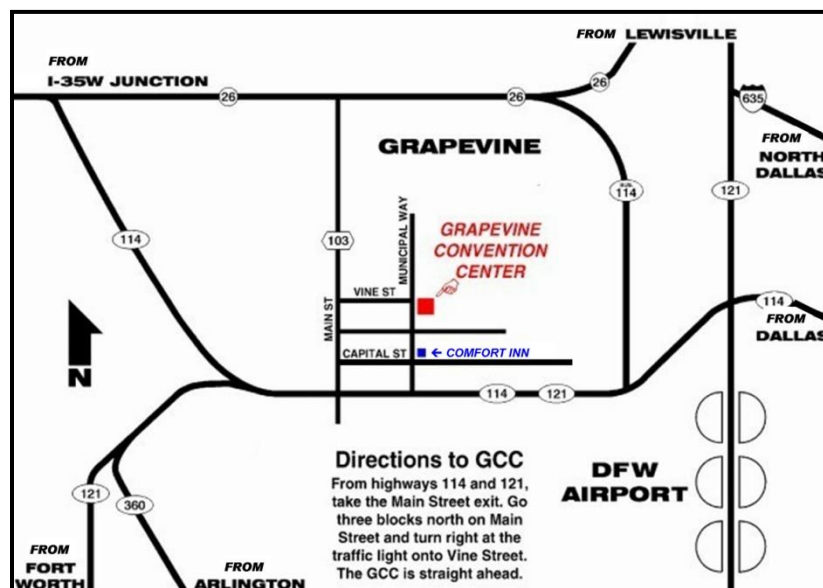 FROM
LEWISVILLE
FROM
I-35W JUNCTION
26
26
26
635
FROM
NORTH
DALLAS
GRAPEVINE
BUS.
114
121
114
103
MUNICIPAL WAY
GRAPEVINE
CONVENTION
CENTER
VINE ST
MAIN ST
114
FROM
DALLAS
CAPITAL ST
← COMFORT INN
N
114
121
Directions to GCC
From highways 114 and 121,
take the Main Street exit. Go
three blocks north on Main
Street and turn right at the
traffic light onto Vine Street.
The GCC is straight ahead.
DFW
AIRPORT
121
360
FROM
FORT
WORTH
FROM
ARLINGTON